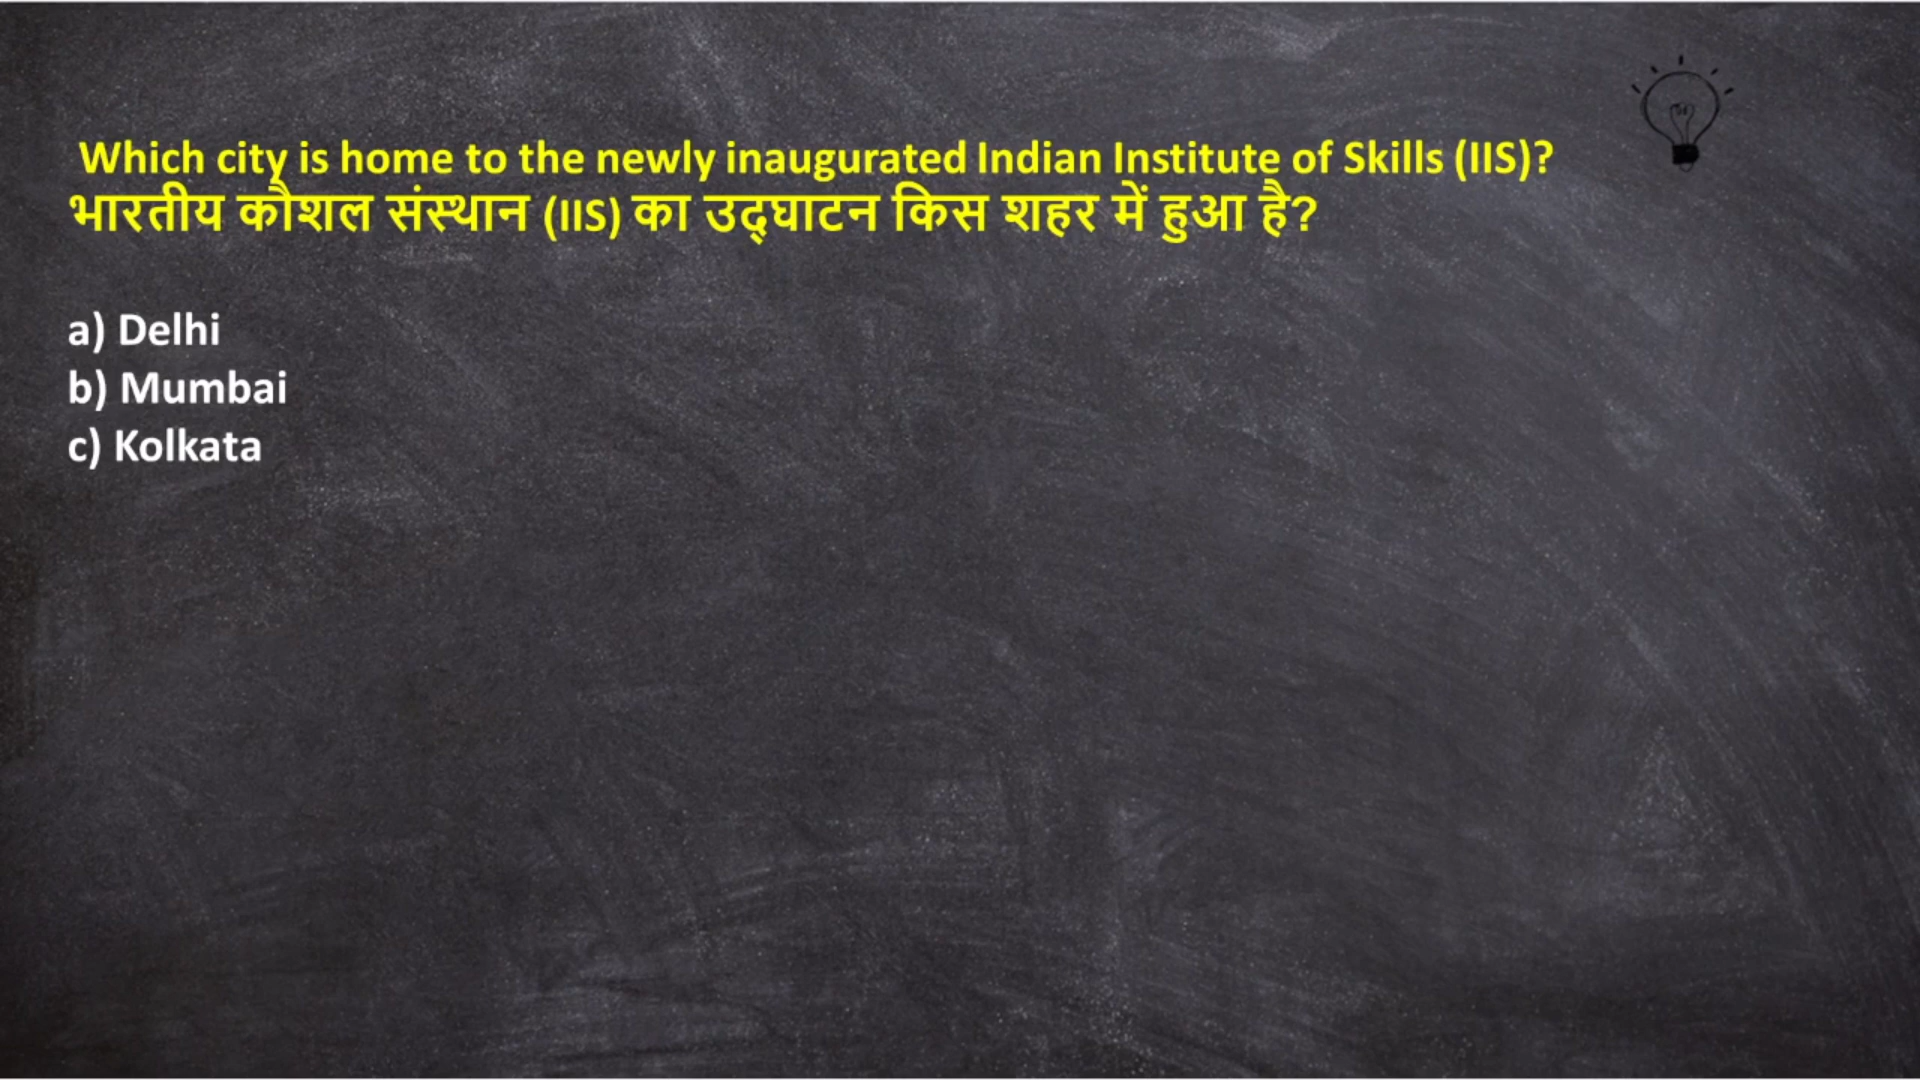 Which city is home to the newly inaugurated Indian Institute of Skills (IIS)?
भारतीय कौशल संस्थान (IIS) का उद्घाटन किस शहर में हुआ है?
a) Delhi
b) Mumbai
c) Kolkata